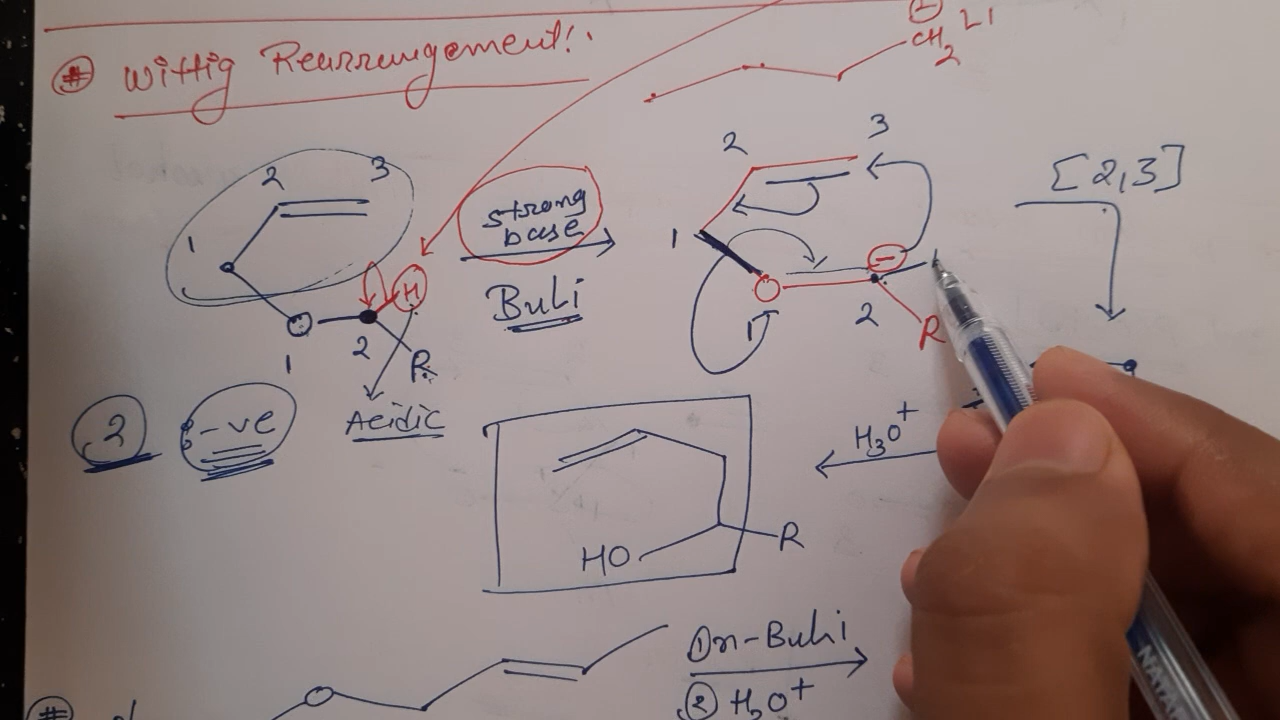 # Wittig Rearrangement:.
CH2 Li
2 3
1
O H
1 2 R
Acidic
2 -ve
strong
base
BuLi
2 3
1
O -
1 2 R
[2,3]
H3O+
HO R
① n-BuLi
② H2O+
O
#